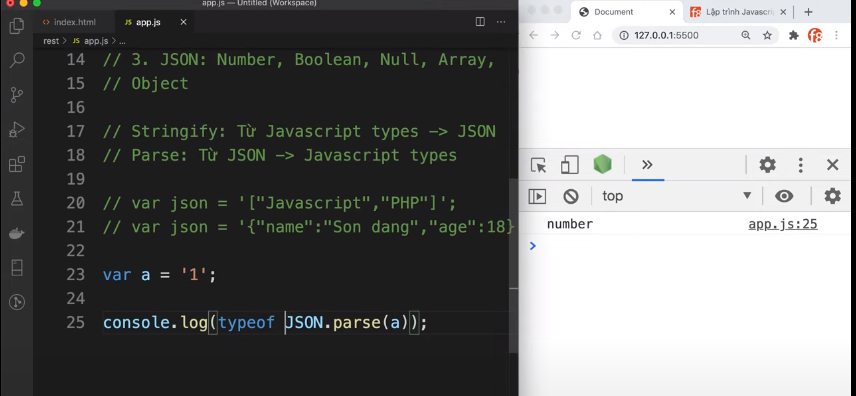 app.js — Untitled (Workspace)
index.html
app.js
rest > app.js > ...
14 // 3. JSON: Number, Boolean, Null, Array,
15 // Object
16
17 // Stringify: Từ Javascript types -> JSON
18 // Parse: Từ JSON -> Javascript types
19
20 // var json = '["Javascript","PHP"]';
21 // var json = '{"name":"Son dang","age":18}
22
23 var a = '1';
24
25 console.log(typeof JSON.parse(a));
Document
f8 Lập trình Javascri
f8
127.0.0.1:5500
top
number app.js:25